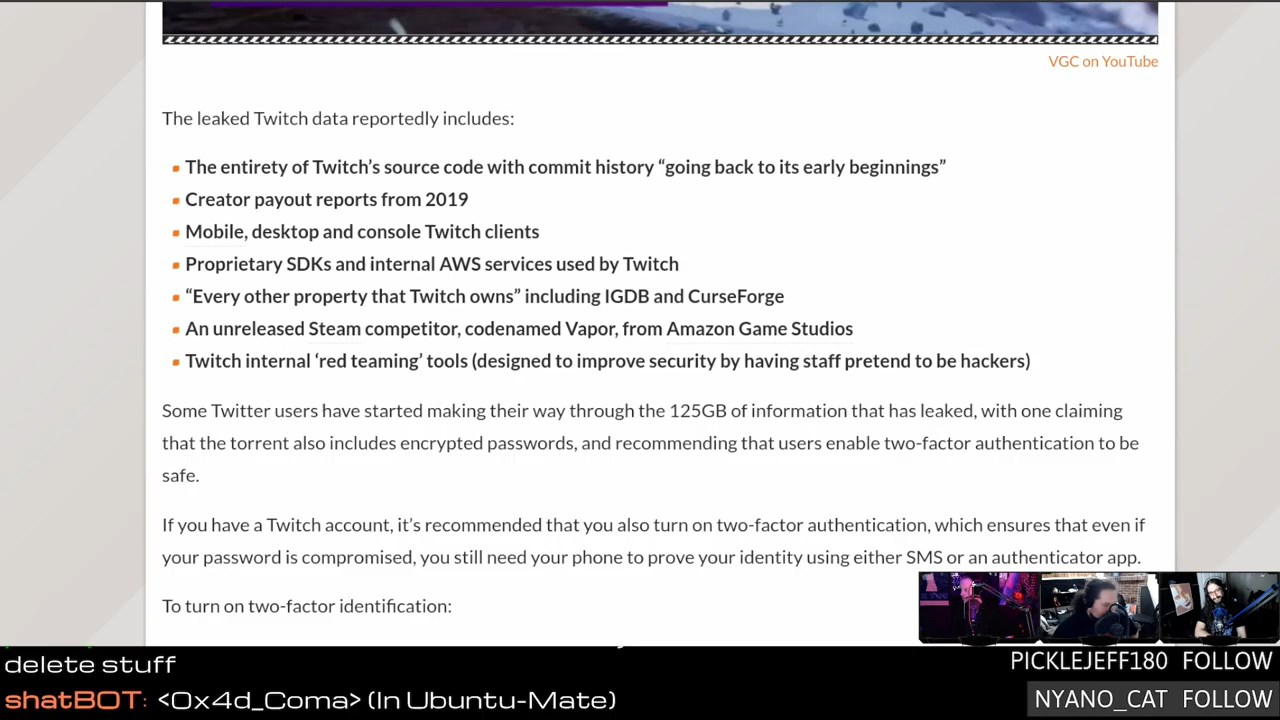 VGC on YouTube
The leaked Twitch data reportedly includes:
The entirety of Twitch’s source code with commit history “going back to its early beginnings”
Creator payout reports from 2019
Mobile, desktop and console Twitch clients
Proprietary SDKs and internal AWS services used by Twitch
“Every other property that Twitch owns” including IGDB and CurseForge
An unreleased Steam competitor, codenamed Vapor, from Amazon Game Studios
Twitch internal ‘red teaming’ tools (designed to improve security by having staff pretend to be hackers)
Some Twitter users have started making their way through the 125GB of information that has leaked, with one claiming
that the torrent also includes encrypted passwords, and recommending that users enable two-factor authentication to be
safe.
If you have a Twitch account, it’s recommended that you also turn on two-factor authentication, which ensures that even if
your password is compromised, you still need your phone to prove your identity using either SMS or an authenticator app.
To turn on two-factor identification:
delete stuff
shatBOT: <0x4d_Coma> (In Ubuntu-Mate)
PICKLEJEFF180 FOLLOW
NYANO_CAT FOLLOW